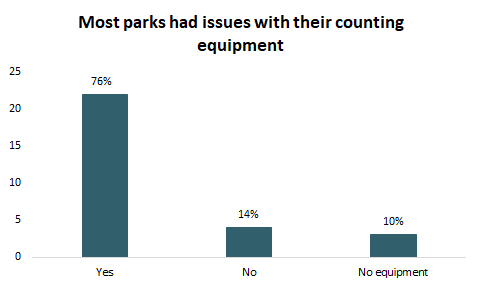 Most parks had issues with their counting
equipment
25
20
15
10
5
0
76%
14%
10%
Yes
No
No equipment